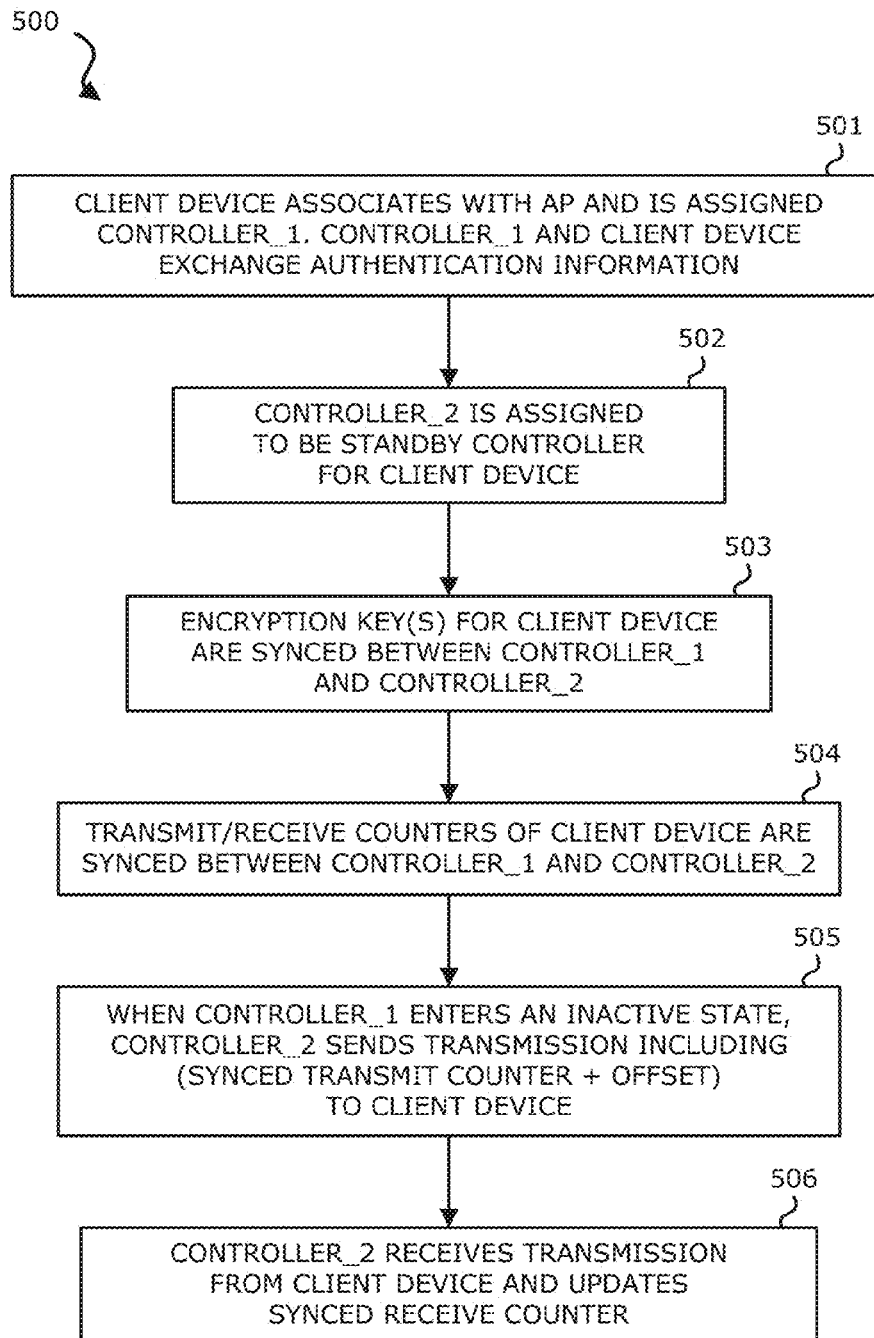 500
501
CLIENT DEVICE ASSOCIATES WITH AP AND IS ASSIGNED
CONTROLLER_1. CONTROLLER_1 AND CLIENT DEVICE
EXCHANGE AUTHENTICATION INFORMATION
502
CONTROLLER_2 IS ASSIGNED
TO BE STANDBY CONTROLLER
FOR CLIENT DEVICE
503
ENCRYPTION KEY(S) FOR CLIENT DEVICE
ARE SYNCED BETWEEN CONTROLLER_1
AND CONTROLLER_2
504
TRANSMIT/RECEIVE COUNTERS OF CLIENT DEVICE ARE
SYNCED BETWEEN CONTROLLER_1 AND CONTROLLER_2
505
WHEN CONTROLLER_1 ENTERS AN INACTIVE STATE,
CONTROLLER_2 SENDS TRANSMISSION INCLUDING
(SYNCED TRANSMIT COUNTER + OFFSET)
TO CLIENT DEVICE
506
CONTROLLER_2 RECEIVES TRANSMISSION
FROM CLIENT DEVICE AND UPDATES
SYNCED RECEIVE COUNTER